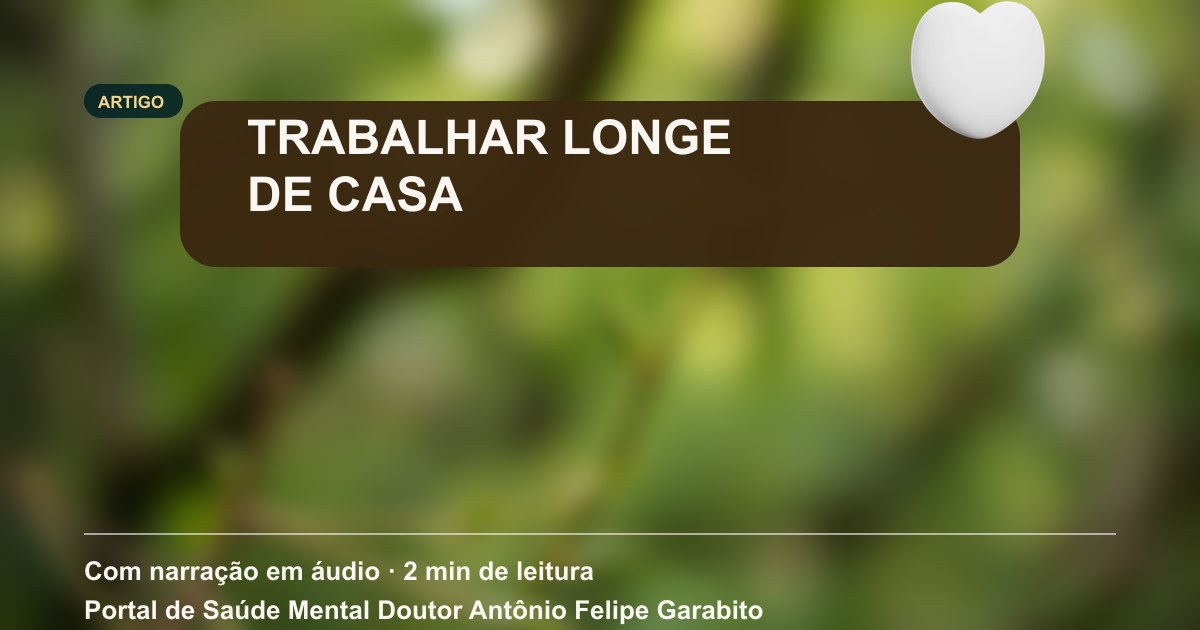 ARTIGO
TRABALHAR LONGE
DE CASA
Com narração em áudio · 2 min de leitura
Portal de Saúde Mental Doutor Antônio Felipe Garabito